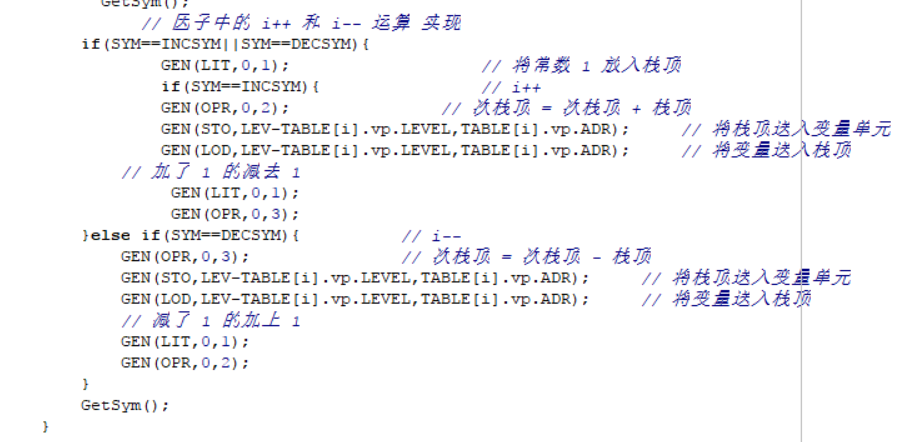 GetSym();
// 因子中的 i++ 和 i-- 运算 实现
if(SYM==INCSYM||SYM==DECSYM){
GEN(LIT,0,1); // 将常数 1 放入栈顶
if(SYM==INCSYM){ // i++
GEN(OPR,0,2); // 次栈顶 = 次栈顶 + 栈顶
GEN(STO,LEV-TABLE[i].vp.LEVEL,TABLE[i].vp.ADR); // 将栈顶送入变量单元
GEN(LOD,LEV-TABLE[i].vp.LEVEL,TABLE[i].vp.ADR); // 将变量送入栈顶
// 加了 1 的减去 1
GEN(LIT,0,1);
GEN(OPR,0,3);
}else if(SYM==DECSYM){ // i--
GEN(OPR,0,3); // 次栈顶 = 次栈顶 - 栈顶
GEN(STO,LEV-TABLE[i].vp.LEVEL,TABLE[i].vp.ADR); // 将栈顶送入变量单元
GEN(LOD,LEV-TABLE[i].vp.LEVEL,TABLE[i].vp.ADR); // 将变量送入栈顶
// 减了 1 的加上 1
GEN(LIT,0,1);
GEN(OPR,0,2);
}
GetSym();
}